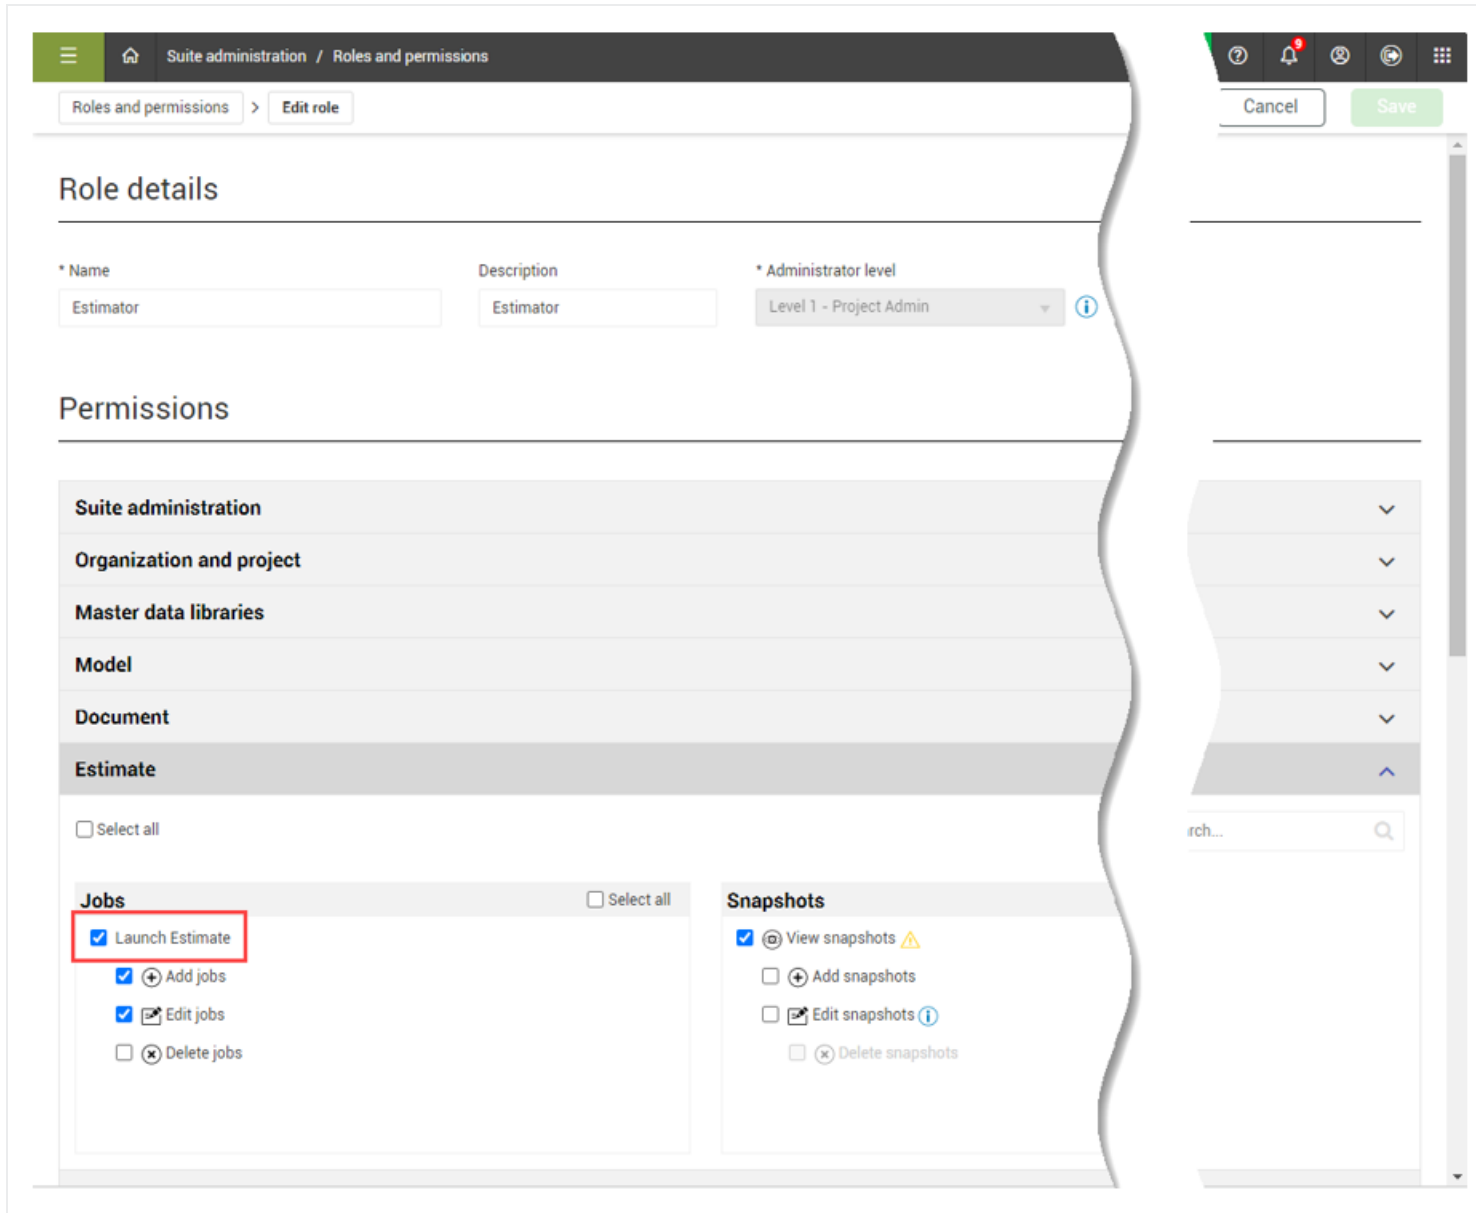 Suite administration / Roles and permissions
9
Roles and permissions > Edit role
Cancel
Save
Role details
* Name
Description
* Administrator level
Estimator
Estimator
Level 1 - Project Admin
Permissions
Suite administration
Organization and project
Master data libraries
Model
Document
Estimate
Select all
rch...
Jobs
Select all
Snapshots
Launch Estimate
View snapshots
Add jobs
Add snapshots
Edit jobs
Edit snapshots
Delete jobs
Delete snapshots